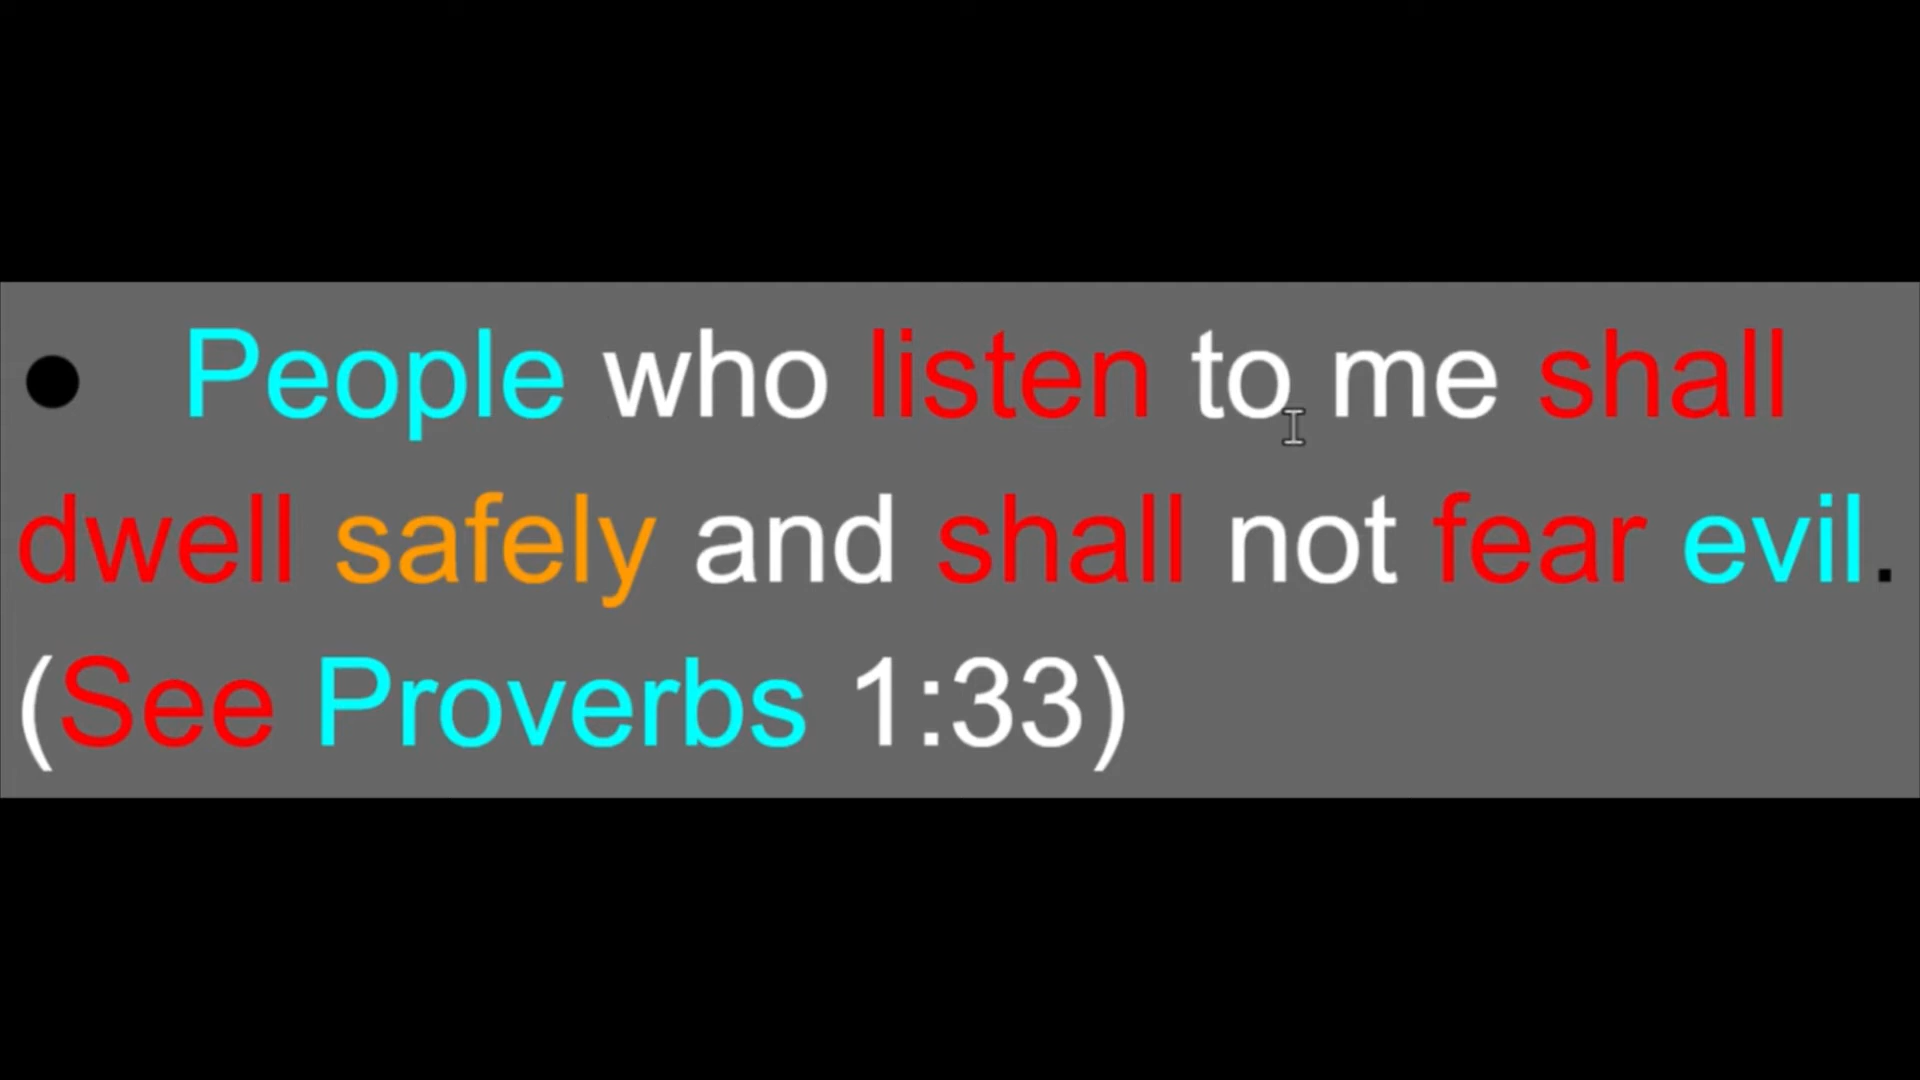 ● People who listen to me shall
dwell safely and shall not fear evil.
(See Proverbs 1:33)